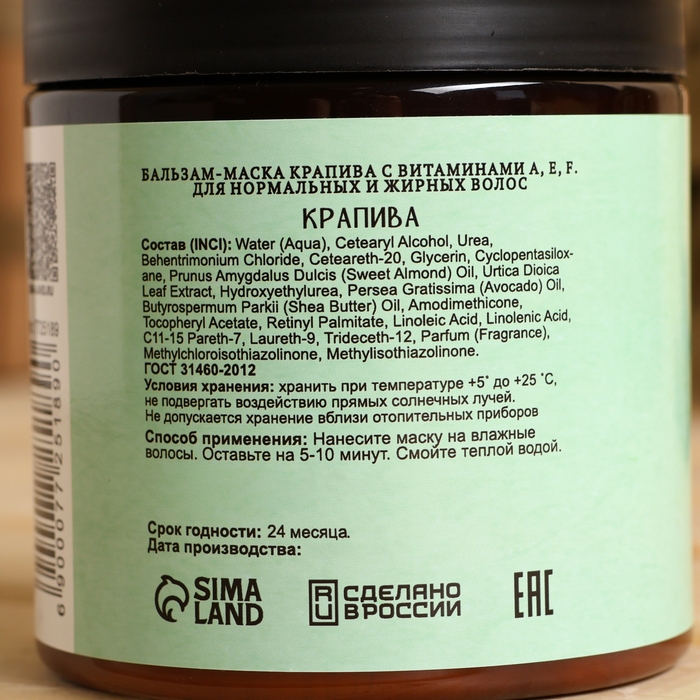 БАЛЬЗАМ-МАСКА КРАПИВА С ВИТАМИНАМИ A, E, F.
ДЛЯ НОРМАЛЬНЫХ И ЖИРНЫХ ВОЛОС
КРАПИВА
Состав (INCI): Water (Aqua), Cetearyl Alcohol, Urea,
Behentrimonium Chloride, Ceteareth-20, Glycerin, Cyclopentasilox-
ane, Prunus Amygdalus Dulcis (Sweet Almond) Oil, Urtica Dioica
Leaf Extract, Hydroxyethylurea, Persea Gratissima (Avocado) Oil,
Butyrospermum Parkii (Shea Butter) Oil, Amodimethicone,
Tocopheryl Acetate, Retinyl Palmitate, Linoleic Acid, Linolenic Acid,
C11-15 Pareth-7, Laureth-9, Trideceth-12, Parfum (Fragrance),
Methylchloroisothiazolinone, Methylisothiazolinone.
ГОСТ 31460-2012
Условия хранения: хранить при температуре +5˚ до +25 ˚С,
не подвергать воздействию прямых солнечных лучей.
Не допускается хранение вблизи отопительных приборов
Способ применения: Нанесите маску на влажные
волосы. Оставьте на 5-10 минут. Смойте теплой водой.
Срок годности: 24 месяца.
Дата производства:
SIMA
LAND
RU
СДЕЛАНО
В РОССИИ
ЕАС
6 900077 251890